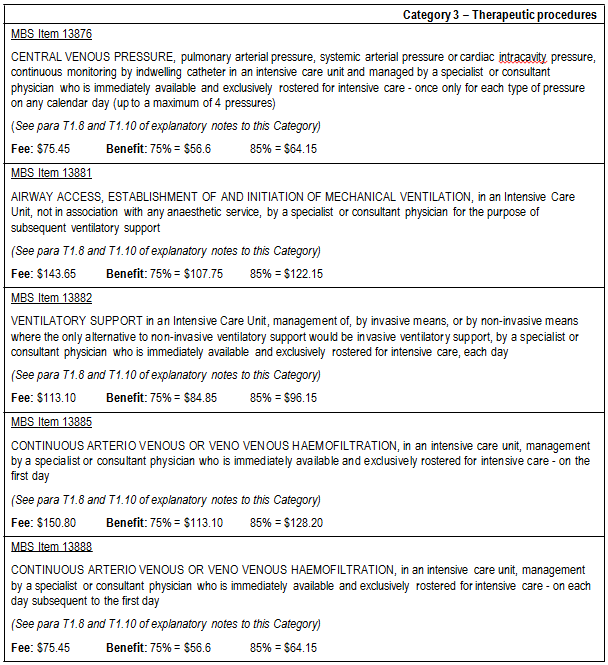 Category 3 – Therapeutic procedures
MBS Item 13876
CENTRAL VENOUS PRESSURE, pulmonary arterial pressure, systemic arterial pressure or cardiac intracavity pressure,
continuous monitoring by indwelling catheter in an intensive care unit and managed by a specialist or consultant
physician who is immediately available and exclusively rostered for intensive care - once only for each type of pressure
on any calendar day (up to a maximum of 4 pressures)
(See para T1.8 and T1.10 of explanatory notes to this Category)
Fee: $75.45 Benefit: 75% = $56.6 85% = $64.15
MBS Item 13881
AIRWAY ACCESS, ESTABLISHMENT OF AND INITIATION OF MECHANICAL VENTILATION, in an Intensive Care
Unit, not in association with any anaesthetic service, by a specialist or consultant physician for the purpose of
subsequent ventilatory support
(See para T1.8 and T1.10 of explanatory notes to this Category)
Fee: $143.65 Benefit: 75% = $107.75 85% = $122.15
MBS Item 13882
VENTILATORY SUPPORT in an Intensive Care Unit, management of, by invasive means, or by non-invasive means
where the only alternative to non-invasive ventilatory support would be invasive ventilatory support, by a specialist or
consultant physician who is immediately available and exclusively rostered for intensive care, each day
(See para T1.8 and T1.10 of explanatory notes to this Category)
Fee: $113.10 Benefit: 75% = $84.85 85% = $96.15
MBS Item 13885
CONTINUOUS ARTERIO VENOUS OR VENO VENOUS HAEMOFILTRATION, in an intensive care unit, management
by a specialist or consultant physician who is immediately available and exclusively rostered for intensive care - on the
first day
(See para T1.8 and T1.10 of explanatory notes to this Category)
Fee: $150.80 Benefit: 75% = $113.10 85% = $128.20
MBS Item 13888
CONTINUOUS ARTERIO VENOUS OR VENO VENOUS HAEMOFILTRATION, in an intensive care unit, management
by a specialist or consultant physician who is immediately available and exclusively rostered for intensive care - on each
day subsequent to the first day
(See para T1.8 and T1.10 of explanatory notes to this Category)
Fee: $75.45 Benefit: 75% = $56.6 85% = $64.15